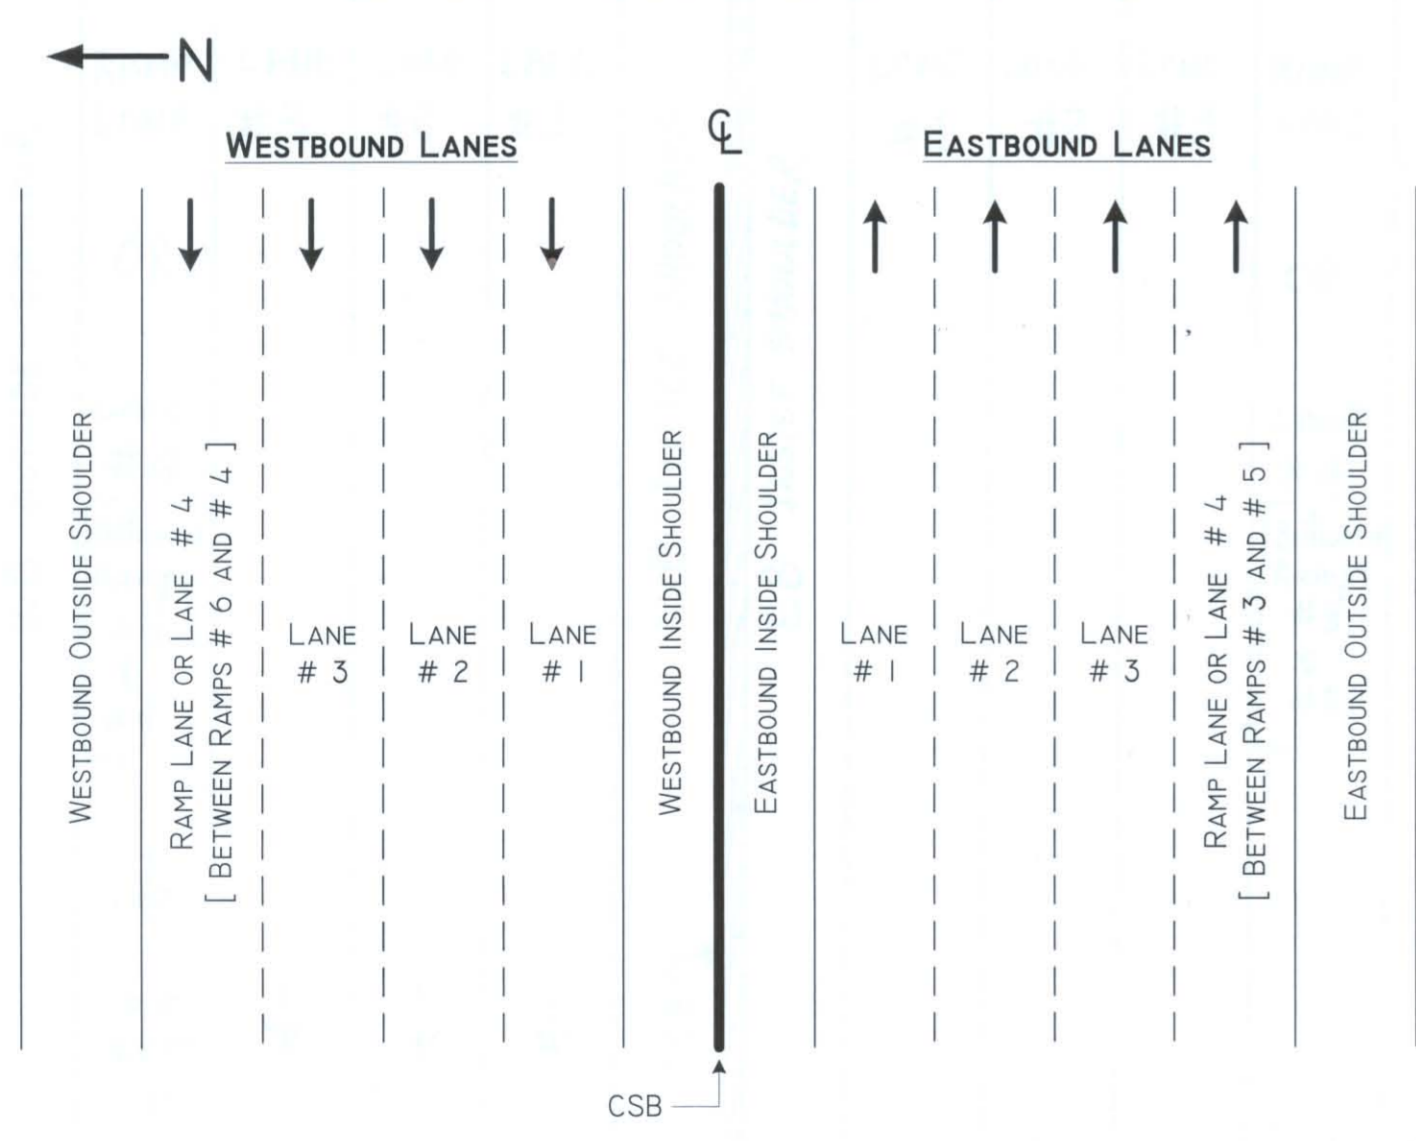 N
WESTBOUND LANES
℄
EASTBOUND LANES
WESTBOUND OUTSIDE SHOULDER
RAMP LANE OR LANE # 4
[ BETWEEN RAMPS # 6 AND # 4 ]
LANE
# 3
LANE
# 2
LANE
# 1
WESTBOUND INSIDE SHOULDER
EASTBOUND INSIDE SHOULDER
LANE
# 1
LANE
# 2
LANE
# 3
RAMP LANE OR LANE # 4
[ BETWEEN RAMPS # 3 AND # 5 ]
EASTBOUND OUTSIDE SHOULDER
CSB